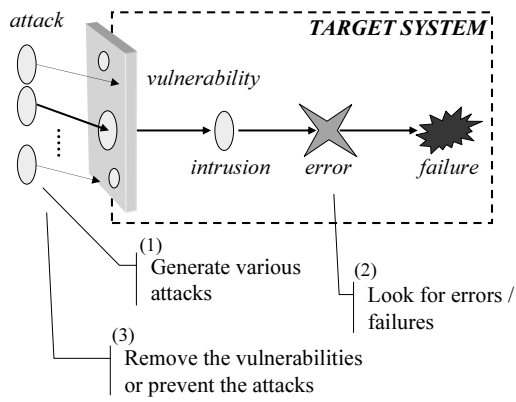 attack
TARGET SYSTEM
vulnerability
intrusion
error
failure
(1)
Generate various
attacks
(2)
Look for errors /
failures
(3)
Remove the vulnerabilities
or prevent the attacks